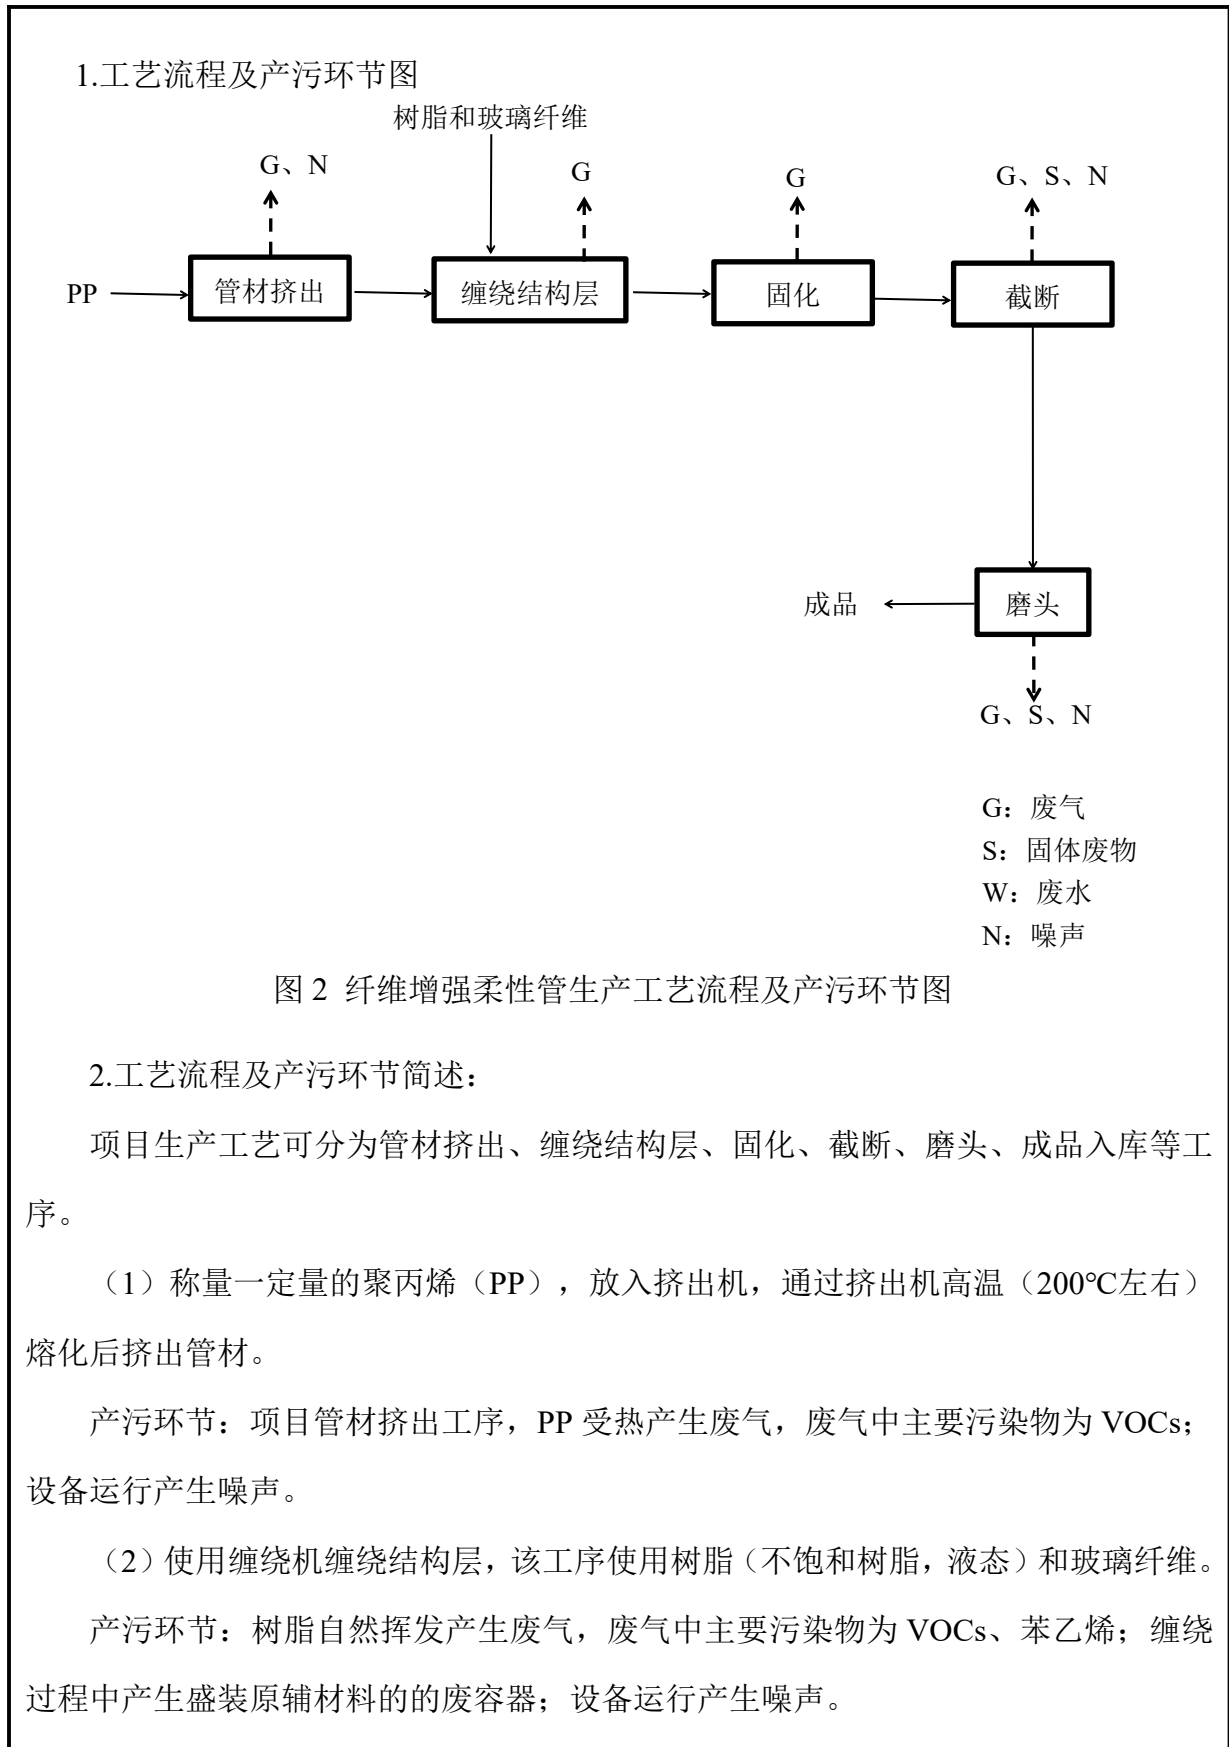 1.工艺流程及产污环节图
树脂和玻璃纤维
G、N
G
G
G、S、N
PP
管材挤出
缠绕结构层
固化
截断
成品
磨头
G、S、N
G：废气
S：固体废物
W：废水
N：噪声
图 2 纤维增强柔性管生产工艺流程及产污环节图
2.工艺流程及产污环节简述：
项目生产工艺可分为管材挤出、缠绕结构层、固化、截断、磨头、成品入库等工
序。
（1）称量一定量的聚丙烯（PP），放入挤出机，通过挤出机高温（200℃左右）
熔化后挤出管材。
产污环节：项目管材挤出工序，PP 受热产生废气，废气中主要污染物为 VOCs；
设备运行产生噪声。
（2）使用缠绕机缠绕结构层，该工序使用树脂（不饱和树脂，液态）和玻璃纤维。
产污环节：树脂自然挥发产生废气，废气中主要污染物为 VOCs、苯乙烯；缠绕
过程中产生盛装原辅材料的的废容器；设备运行产生噪声。